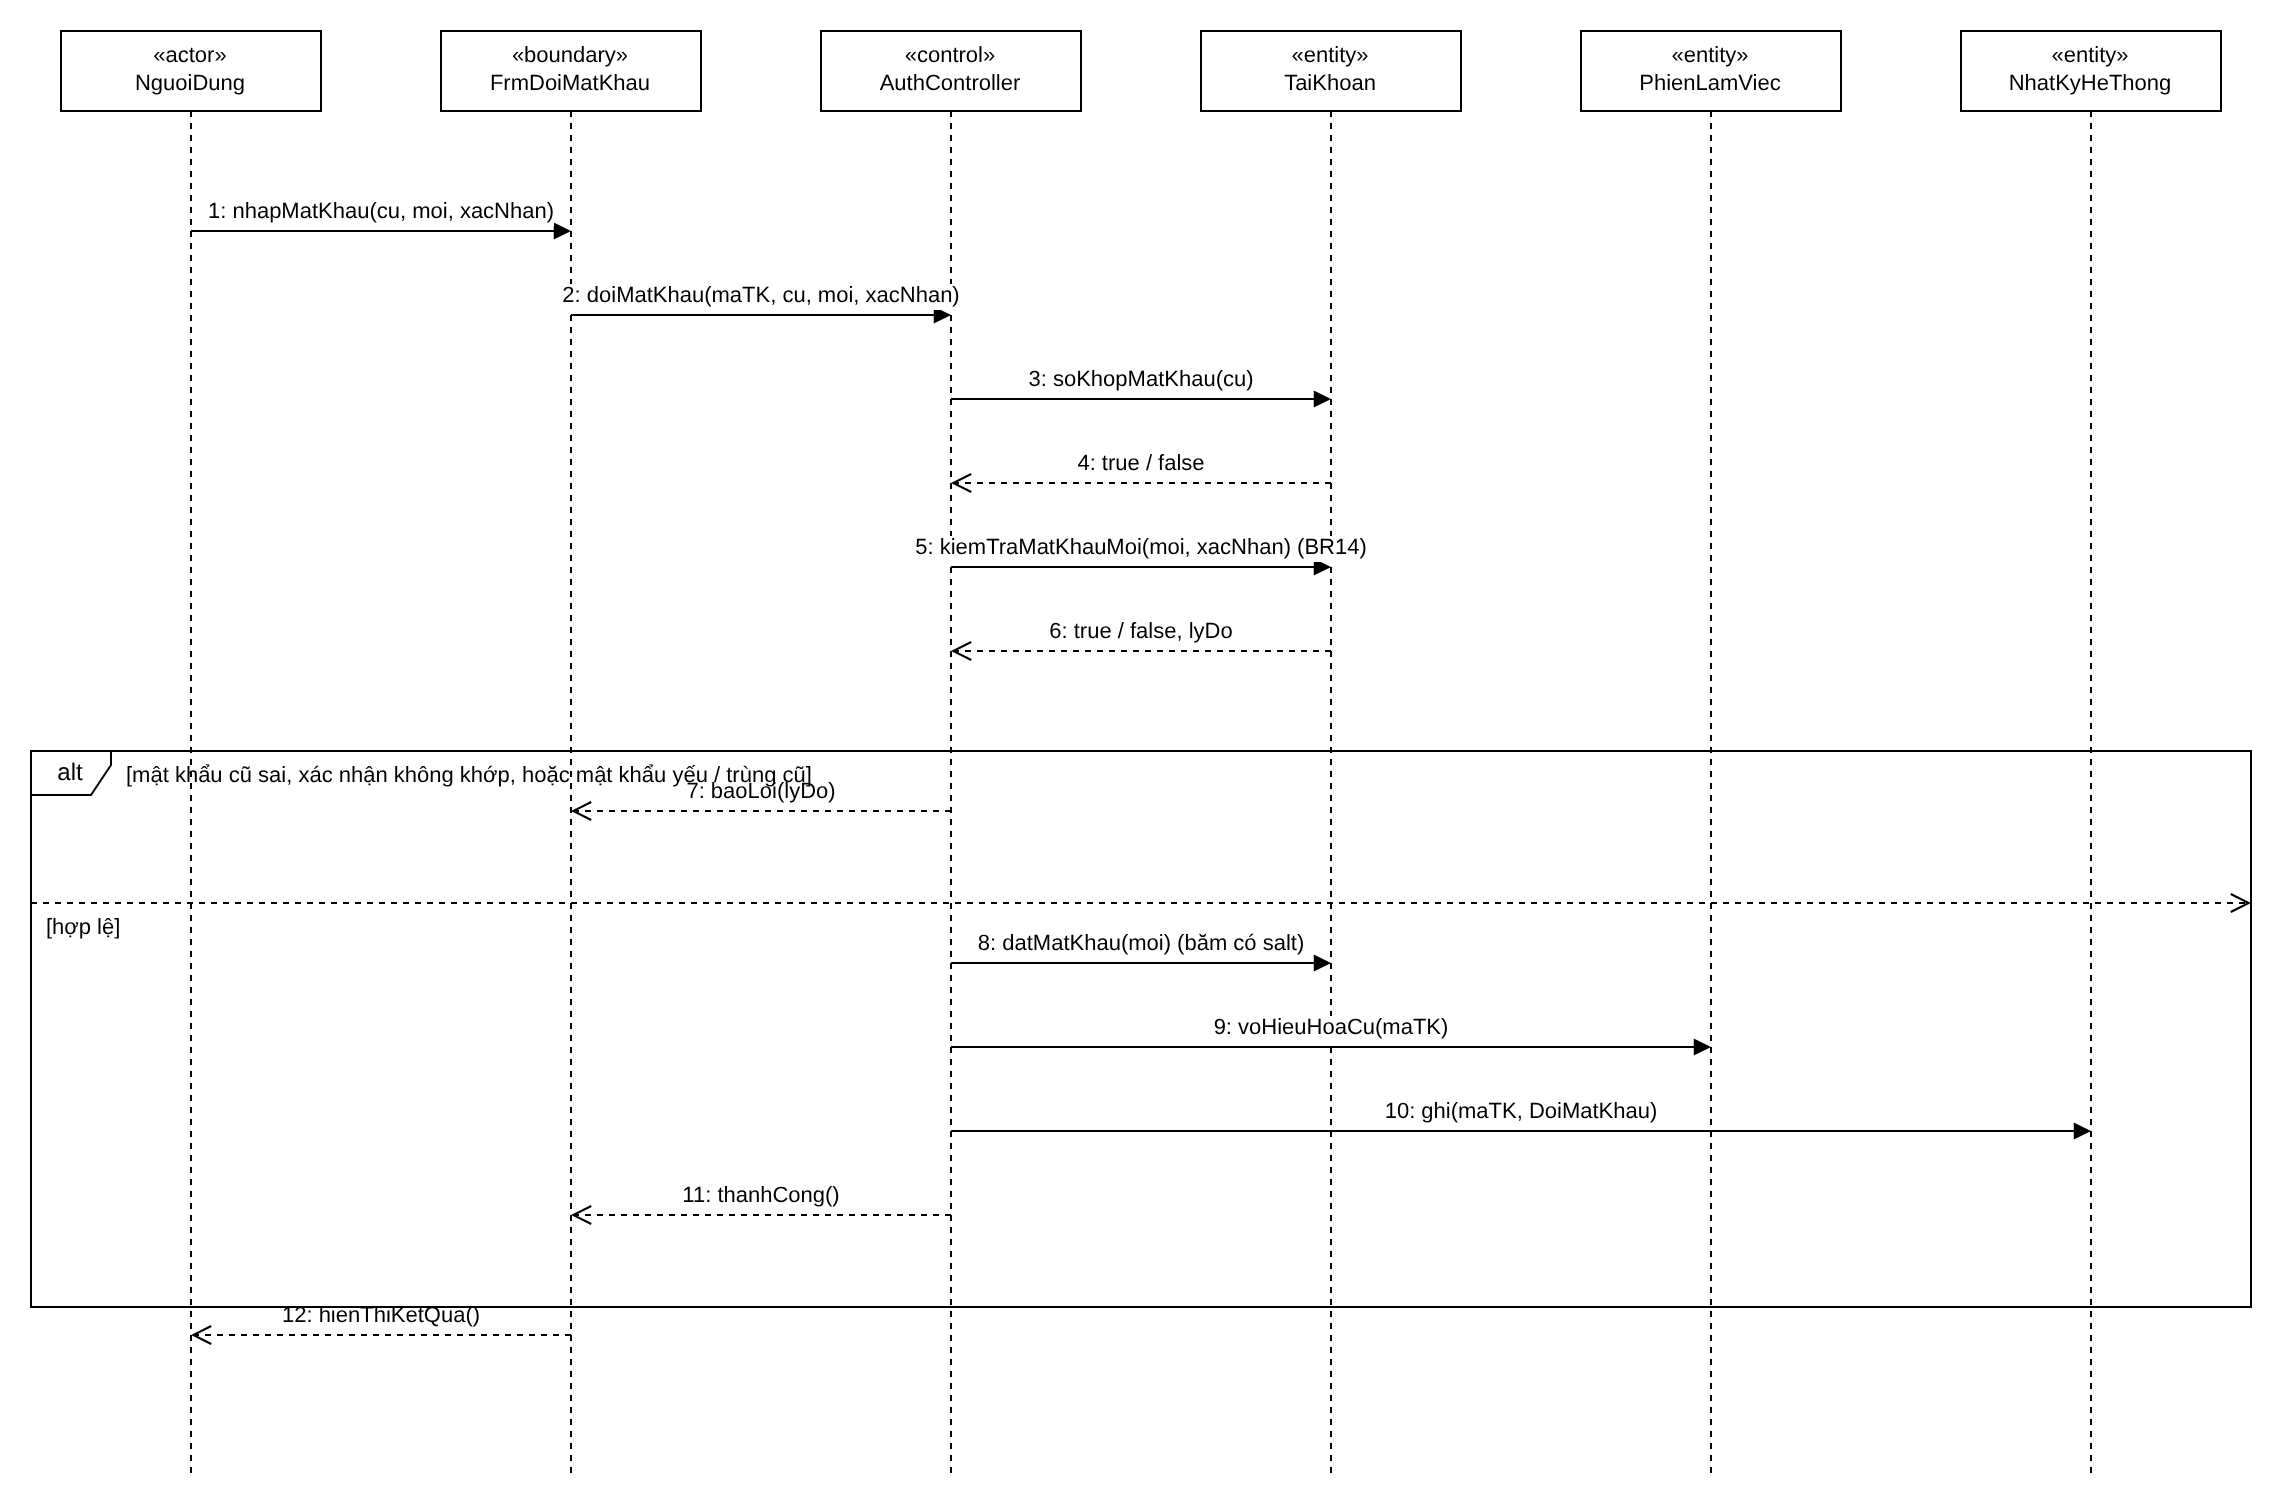 «actor»
NguoiDung
«boundary»
FrmDoiMatKhau
«control»
AuthController
«entity»
TaiKhoan
«entity»
PhienLamViec
«entity»
NhatKyHeThong
1: nhapMatKhau(cu, moi, xacNhan)
2: doiMatKhau(maTK, cu, moi, xacNhan)
3: soKhopMatKhau(cu)
4: true / false
5: kiemTraMatKhauMoi(moi, xacNhan) (BR14)
6: true / false, lyDo
alt
[mật khẩu cũ sai, xác nhận không khớp, hoặc mật khẩu yếu / trùng cũ]
7: baoLoi(lyDo)
[hợp lệ]
8: datMatKhau(moi) (băm có salt)
9: voHieuHoaCu(maTK)
10: ghi(maTK, DoiMatKhau)
11: thanhCong()
12: hienThiKetQua()